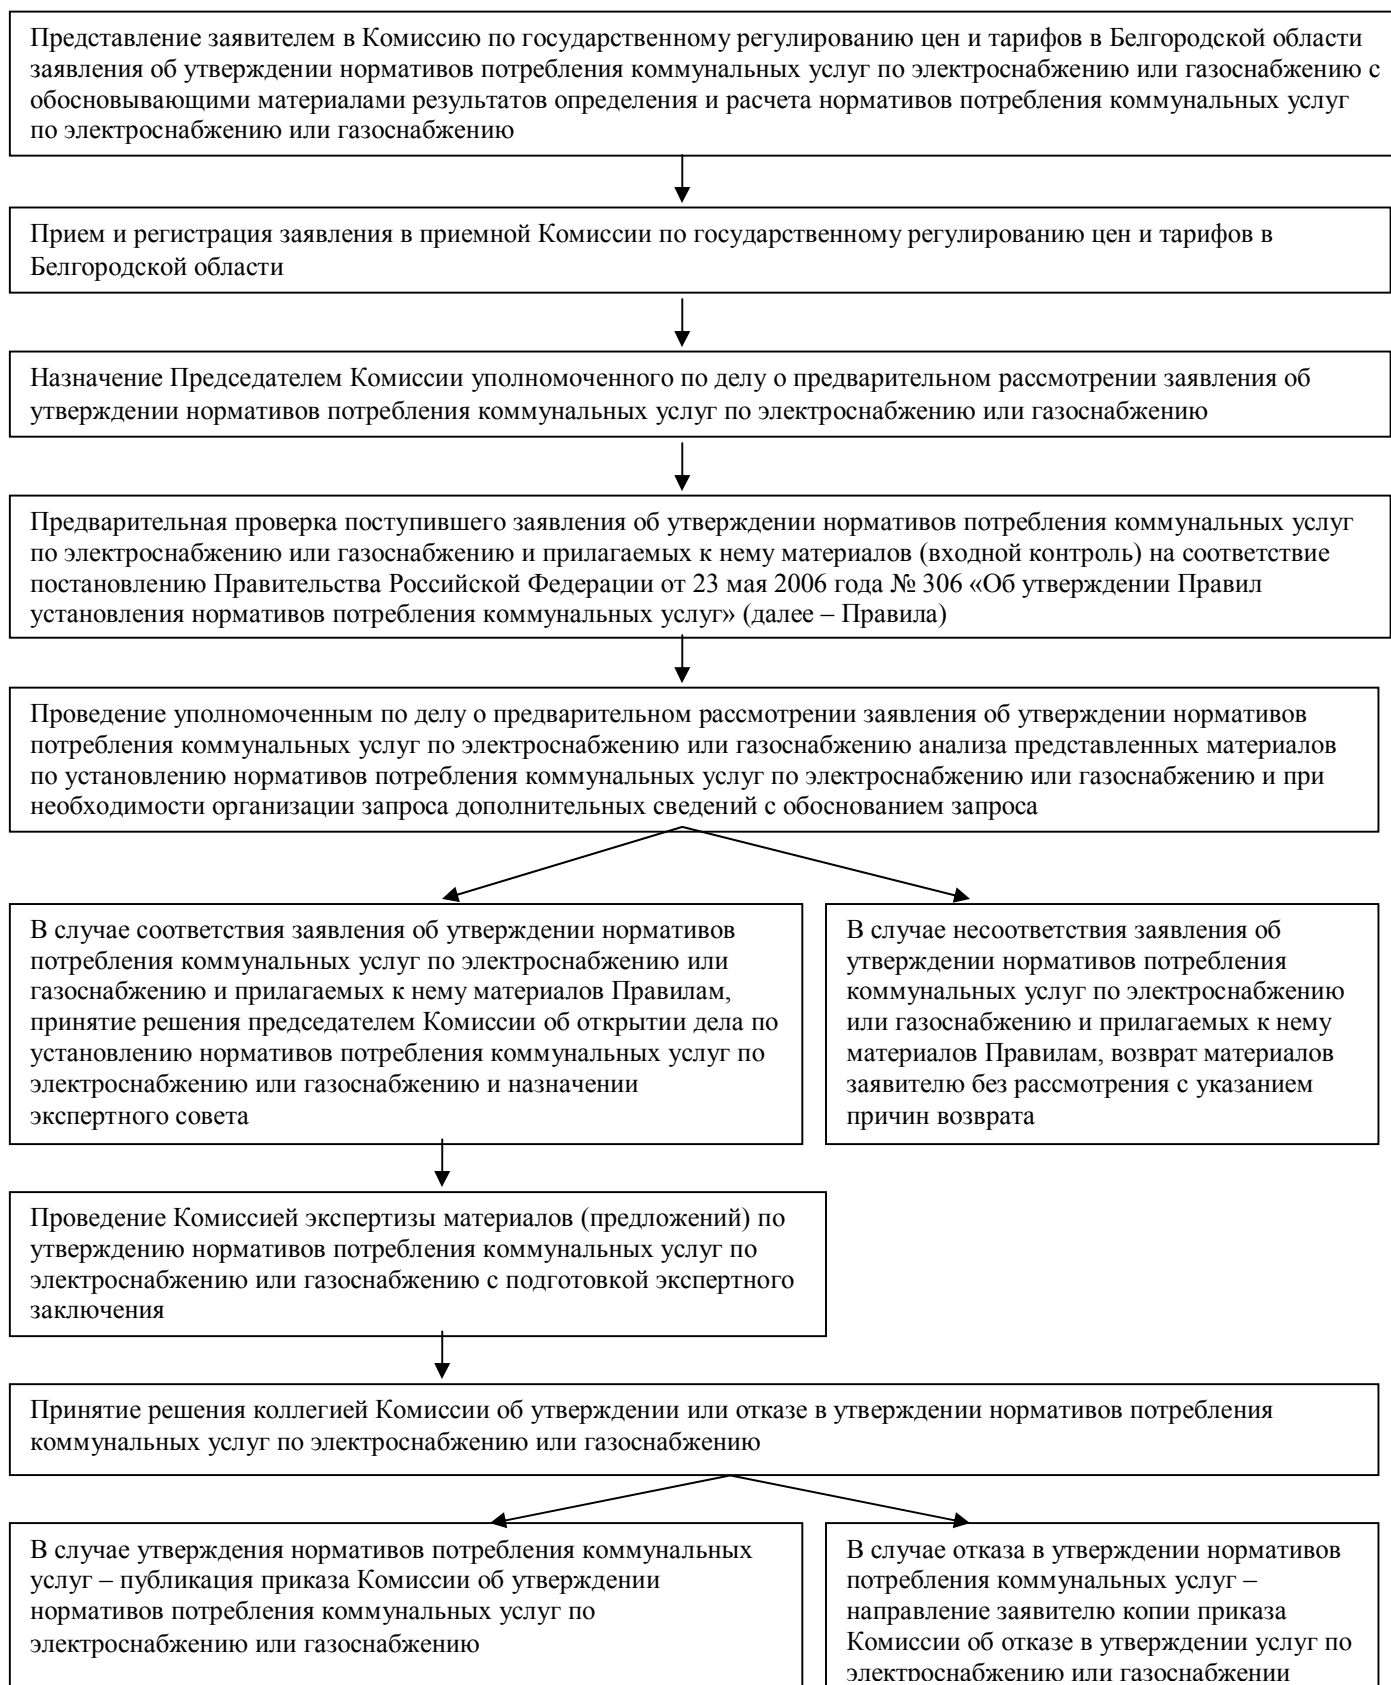 Представление заявителем в Комиссию по государственному регулированию цен и тарифов в Белгородской области
заявления об утверждении нормативов потребления коммунальных услуг по электроснабжению или газоснабжению с
обосновывающими материалами результатов определения и расчета нормативов потребления коммунальных услуг
по электроснабжению или газоснабжению
Прием и регистрация заявления в приемной Комиссии по государственному регулированию цен и тарифов в
Белгородской области
Назначение Председателем Комиссии уполномоченного по делу о предварительном рассмотрении заявления об
утверждении нормативов потребления коммунальных услуг по электроснабжению или газоснабжению
Предварительная проверка поступившего заявления об утверждении нормативов потребления коммунальных услуг
по электроснабжению или газоснабжению и прилагаемых к нему материалов (входной контроль) на соответствие
постановлению Правительства Российской Федерации от 23 мая 2006 года № 306 «Об утверждении Правил
установления нормативов потребления коммунальных услуг» (далее – Правила)
Проведение уполномоченным по делу о предварительном рассмотрении заявления об утверждении нормативов
потребления коммунальных услуг по электроснабжению или газоснабжению анализа представленных материалов
по установлению нормативов потребления коммунальных услуг по электроснабжению или газоснабжению и при
необходимости организации запроса дополнительных сведений с обоснованием запроса
В случае соответствия заявления об утверждении нормативов
потребления коммунальных услуг по электроснабжению или
газоснабжению и прилагаемых к нему материалов Правилам,
принятие решения председателем Комиссии об открытии дела по
установлению нормативов потребления коммунальных услуг по
электроснабжению или газоснабжению и назначении
экспертного совета
В случае несоответствия заявления об
утверждении нормативов потребления
коммунальных услуг по электроснабжению
или газоснабжению и прилагаемых к нему
материалов Правилам, возврат материалов
заявителю без рассмотрения с указанием
причин возврата
Проведение Комиссией экспертизы материалов (предложений) по
утверждению нормативов потребления коммунальных услуг по
электроснабжению или газоснабжению с подготовкой экспертного
заключения
Принятие решения коллегией Комиссии об утверждении или отказе в утверждении нормативов потребления
коммунальных услуг по электроснабжению или газоснабжению
В случае утверждения нормативов потребления коммунальных
услуг – публикация приказа Комиссии об утверждении
нормативов потребления коммунальных услуг по
электроснабжению или газоснабжению
В случае отказа в утверждении нормативов
потребления коммунальных услуг –
направление заявителю копии приказа
Комиссии об отказе в утверждении услуг по
электроснабжению или газоснабжении